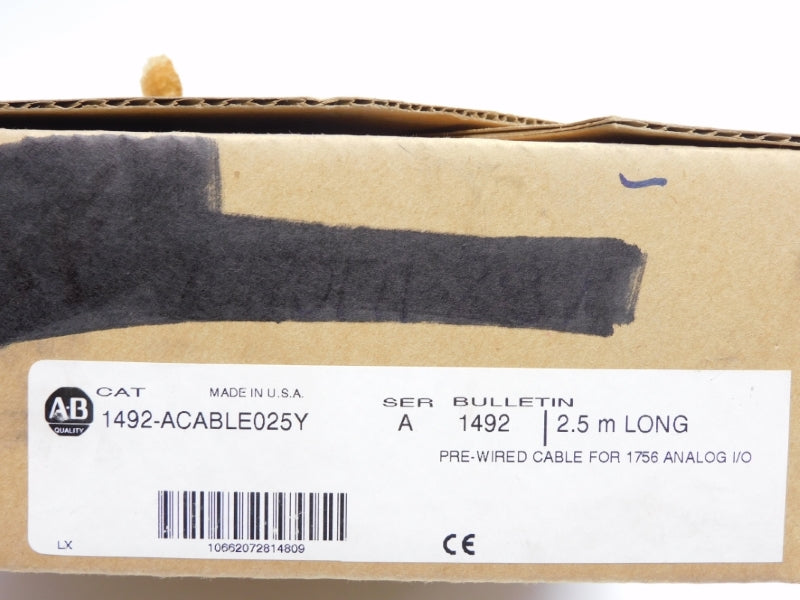 CAT MADE IN U.S.A. SER BULLETIN
A·B QUALITY 1492-ACABLE025Y A 1492 2.5 m LONG
PRE-WIRED CABLE FOR 1756 ANALOG I/O
10662072814809
LX CE